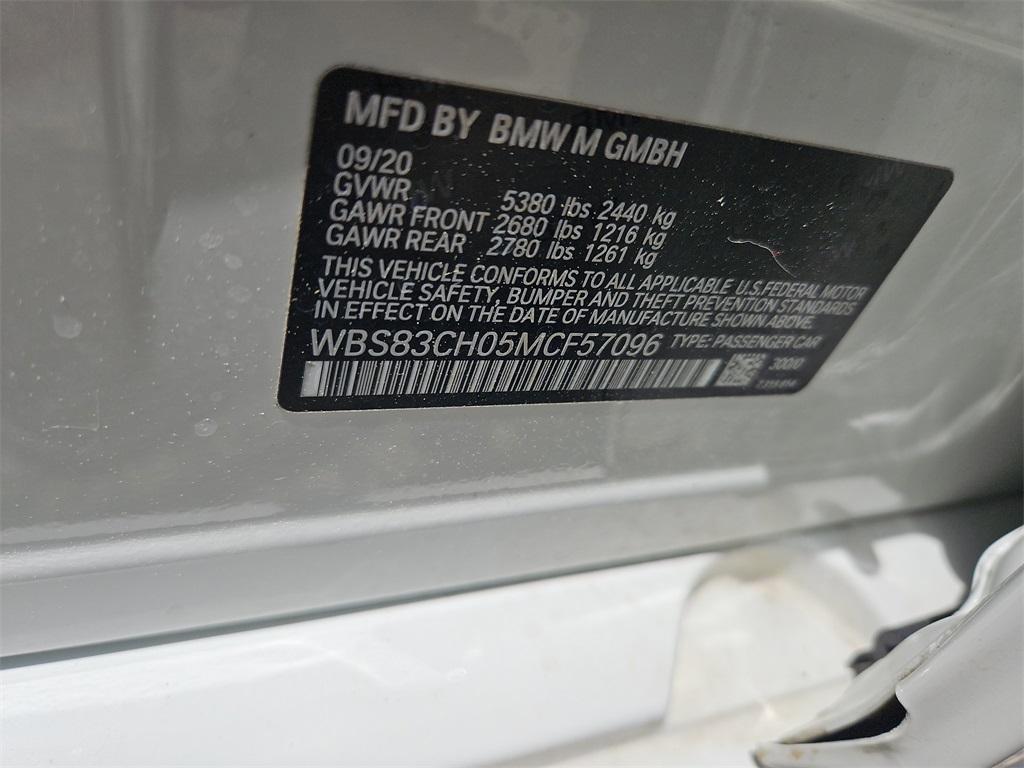 MFD BY BMW M GMBH
09/20
GVWR 5380 lbs 2440 kg
GAWR FRONT 2680 lbs 1216 kg
GAWR REAR 2780 lbs 1261 kg
THIS VEHICLE CONFORMS TO ALL APPLICABLE U.S.FEDERAL MOTOR
VEHICLE SAFETY, BUMPER AND THEFT PREVENTION STANDARDS
IN EFFECT ON THE DATE OF MANUFACTURE SHOWN ABOVE.
WBS83CH05MCF57096 TYPE: PASSENGER CAR